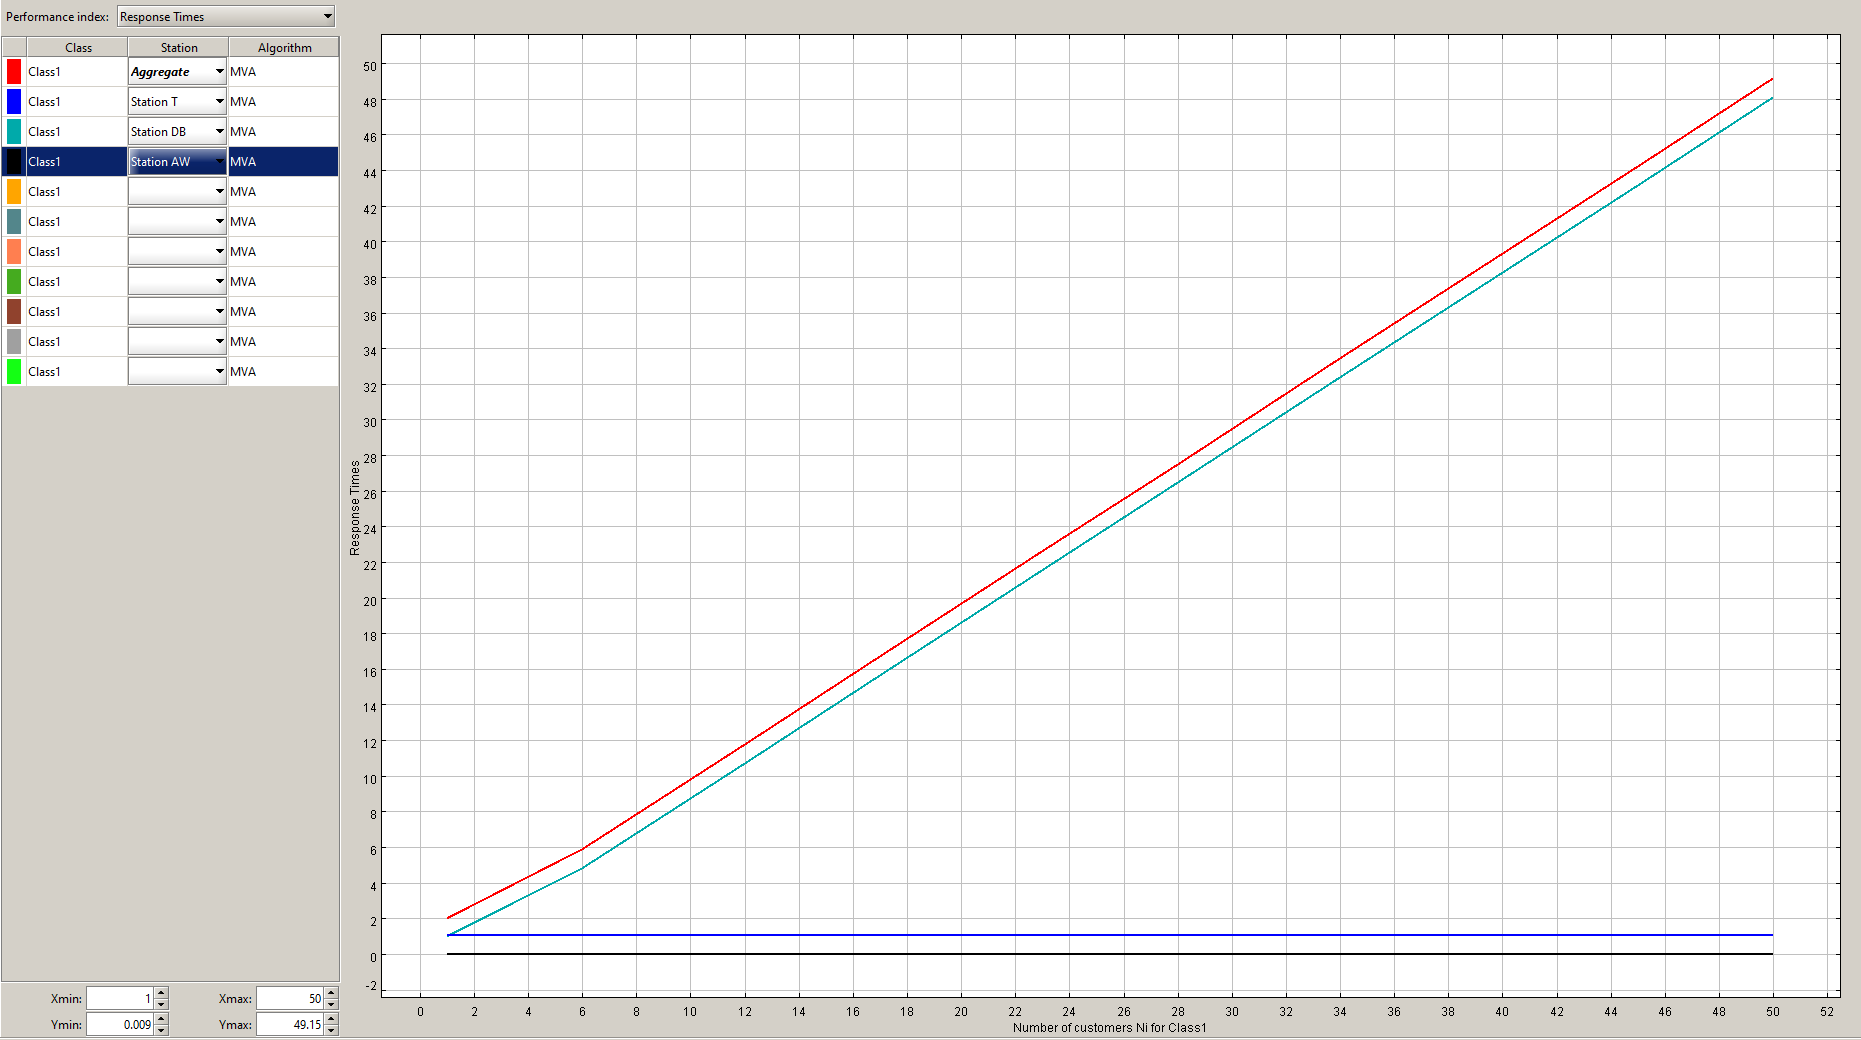 Performance index: Response Times
Class Station Algorithm
Class1 Aggregate MVA
Class1 Station T MVA
Class1 Station DB MVA
Class1 Station AW MVA
Class1 MVA
Class1 MVA
Class1 MVA
Class1 MVA
Class1 MVA
Class1 MVA
Class1 MVA
Xmin: 1 Xmax: 50
Ymin: 0.009 Ymax: 49.15
Response Times
50
48
46
44
42
40
38
36
34
32
30
28
26
24
22
20
18
16
14
12
10
8
6
4
2
0
-2
0 2 4 6 8 10 12 14 16 18 20 22 24 26 28 30 32 34 36 38 40 42 44 46 48 50 52
Number of customers Ni for Class1